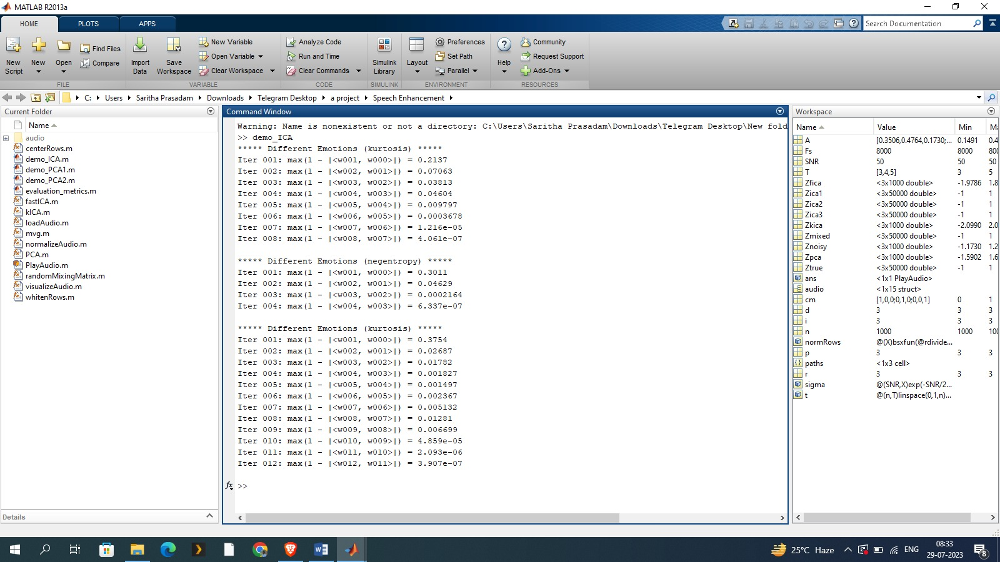 MATLAB R2013a
HOME
PLOTS
APPS
Search Documentation
New Script
New
Open
Find Files
Compare
Import Data
Save Workspace
New Variable
Open Variable
Clear Workspace
Analyze Code
Run and Time
Clear Commands
Simulink Library
Layout
Preferences
Set Path
Parallel
Help
Community
Request Support
Add-Ons
FILE
VARIABLE
CODE
SIMULINK
ENVIRONMENT
RESOURCES
C: Users Saritha Prasadam Downloads Telegram Desktop a project Speech Enhancement
Current Folder
Name
audio
centerRows.m
demo_ICA.m
demo_PCA1.m
demo_PCA2.m
evaluation_metrics.m
fastICA.m
kICA.m
loadAudio.m
mvg.m
normalizeAudio.m
PCA.m
PlayAudio.m
randomMixingMatrix.m
visualizeAudio.m
whitenRows.m
Details
Command Window
Warning: Name is nonexistent or not a directory: C:\Users\Saritha Prasadam\Downloads\Telegram Desktop\New fold
>> demo_ICA
***** Different Emotions (kurtosis) *****
Iter 001: max(1 - |<w001, w000>|) = 0.2137
Iter 002: max(1 - |<w002, w001>|) = 0.07063
Iter 003: max(1 - |<w003, w002>|) = 0.03813
Iter 004: max(1 - |<w004, w003>|) = 0.04604
Iter 005: max(1 - |<w005, w004>|) = 0.009797
Iter 006: max(1 - |<w006, w005>|) = 0.0003678
Iter 007: max(1 - |<w007, w006>|) = 1.216e-05
Iter 008: max(1 - |<w008, w007>|) = 4.061e-07
***** Different Emotions (negentropy) *****
Iter 001: max(1 - |<w001, w000>|) = 0.3011
Iter 002: max(1 - |<w002, w001>|) = 0.04629
Iter 003: max(1 - |<w003, w002>|) = 0.0002164
Iter 004: max(1 - |<w004, w003>|) = 6.337e-07
***** Different Emotions (kurtosis) *****
Iter 001: max(1 - |<w001, w000>|) = 0.3754
Iter 002: max(1 - |<w002, w001>|) = 0.02687
Iter 003: max(1 - |<w003, w002>|) = 0.01782
Iter 004: max(1 - |<w004, w003>|) = 0.001827
Iter 005: max(1 - |<w005, w004>|) = 0.001497
Iter 006: max(1 - |<w006, w005>|) = 0.002367
Iter 007: max(1 - |<w007, w006>|) = 0.005132
Iter 008: max(1 - |<w008, w007>|) = 0.01281
Iter 009: max(1 - |<w009, w008>|) = 0.006699
Iter 010: max(1 - |<w010, w009>|) = 4.859e-05
Iter 011: max(1 - |<w011, w010>|) = 2.093e-06
Iter 012: max(1 - |<w012, w011>|) = 3.907e-07
fx >>
Workspace
Name Value Min Ma
A [0.3506,0.4764,0.1730;... 0.1491 0.4
Fs 8000 8000 800
SNR 50 50 50
T [3,4,5] 3 5
Zfica <3x1000 double> -1.9786 1.8
Zica1 <3x50000 double> -1 1
Zica2 <3x50000 double> -1 1
Zica3 <3x50000 double> -1 1
Zkica <3x1000 double> -2.0990 2.0
Zmixed <3x50000 double> -1 1
Znoisy <3x1000 double> -1.1730 1.2
Zpca <3x1000 double> -1.5902 1.6
Ztrue <3x50000 double> -1 1
ans <1x1 PlayAudio>
audio <1x15 struct>
cm [1,0,0;0,1,0;0,0,1] 0 1
d 3 3 3
i 3 3 3
n 1000 1000 100
normRows @(X)bsxfun(@rdivide...
p 3 3 3
paths <1x3 cell>
r 3 3 3
sigma @(SNR,X)exp(-SNR/2...
t @(n,T)linspace(0,1,n)...
25°C Haze
ENG
08:33
29-07-2023
8